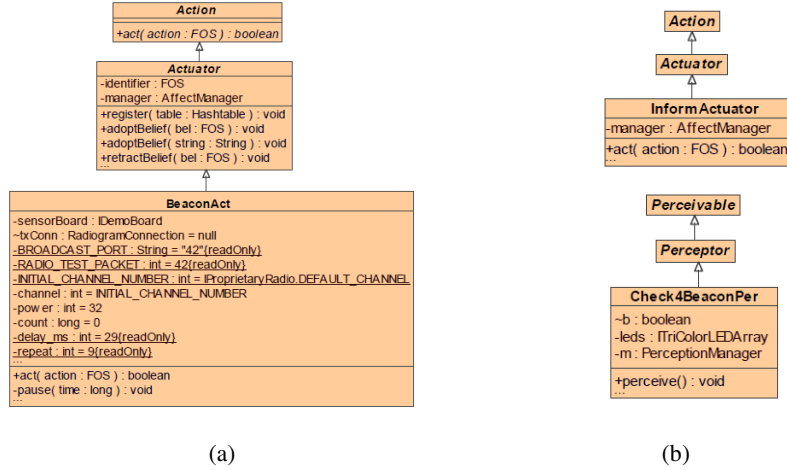 Action
+act( action : FOS ) : boolean
Actuator
-identifier : FOS
-manager : AffectManager
+register( table : Hashtable ) : void
+adoptBelief( bel : FOS ) : void
+adoptBelief( string : String ) : void
+retractBelief( bel : FOS ) : void
...
BeaconAct
-sensorBoard : IDemoBoard
~txConn : RadiogramConnection = null
-BROADCAST_PORT : String = "42"{readOnly}
-RADIO_TEST_PACKET : int = 42{readOnly}
-INITIAL_CHANNEL_NUMBER : int = IProprietaryRadio.DEFAULT_CHANNEL
-channel : int = INITIAL_CHANNEL_NUMBER
-power : int = 32
-count : long = 0
-delay_ms : int = 29{readOnly}
-repeat : int = 9{readOnly}
...
+act( action : FOS ) : boolean
-pause( time : long ) : void
...
(a)
Action
Actuator
InformActuator
-manager : AffectManager
+act( action : FOS ) : boolean
...
Perceivable
Perceptor
Check4BeaconPer
~b : boolean
-leds : ITriColorLEDArray
-m : PerceptionManager
+perceive() : void
...
(b)